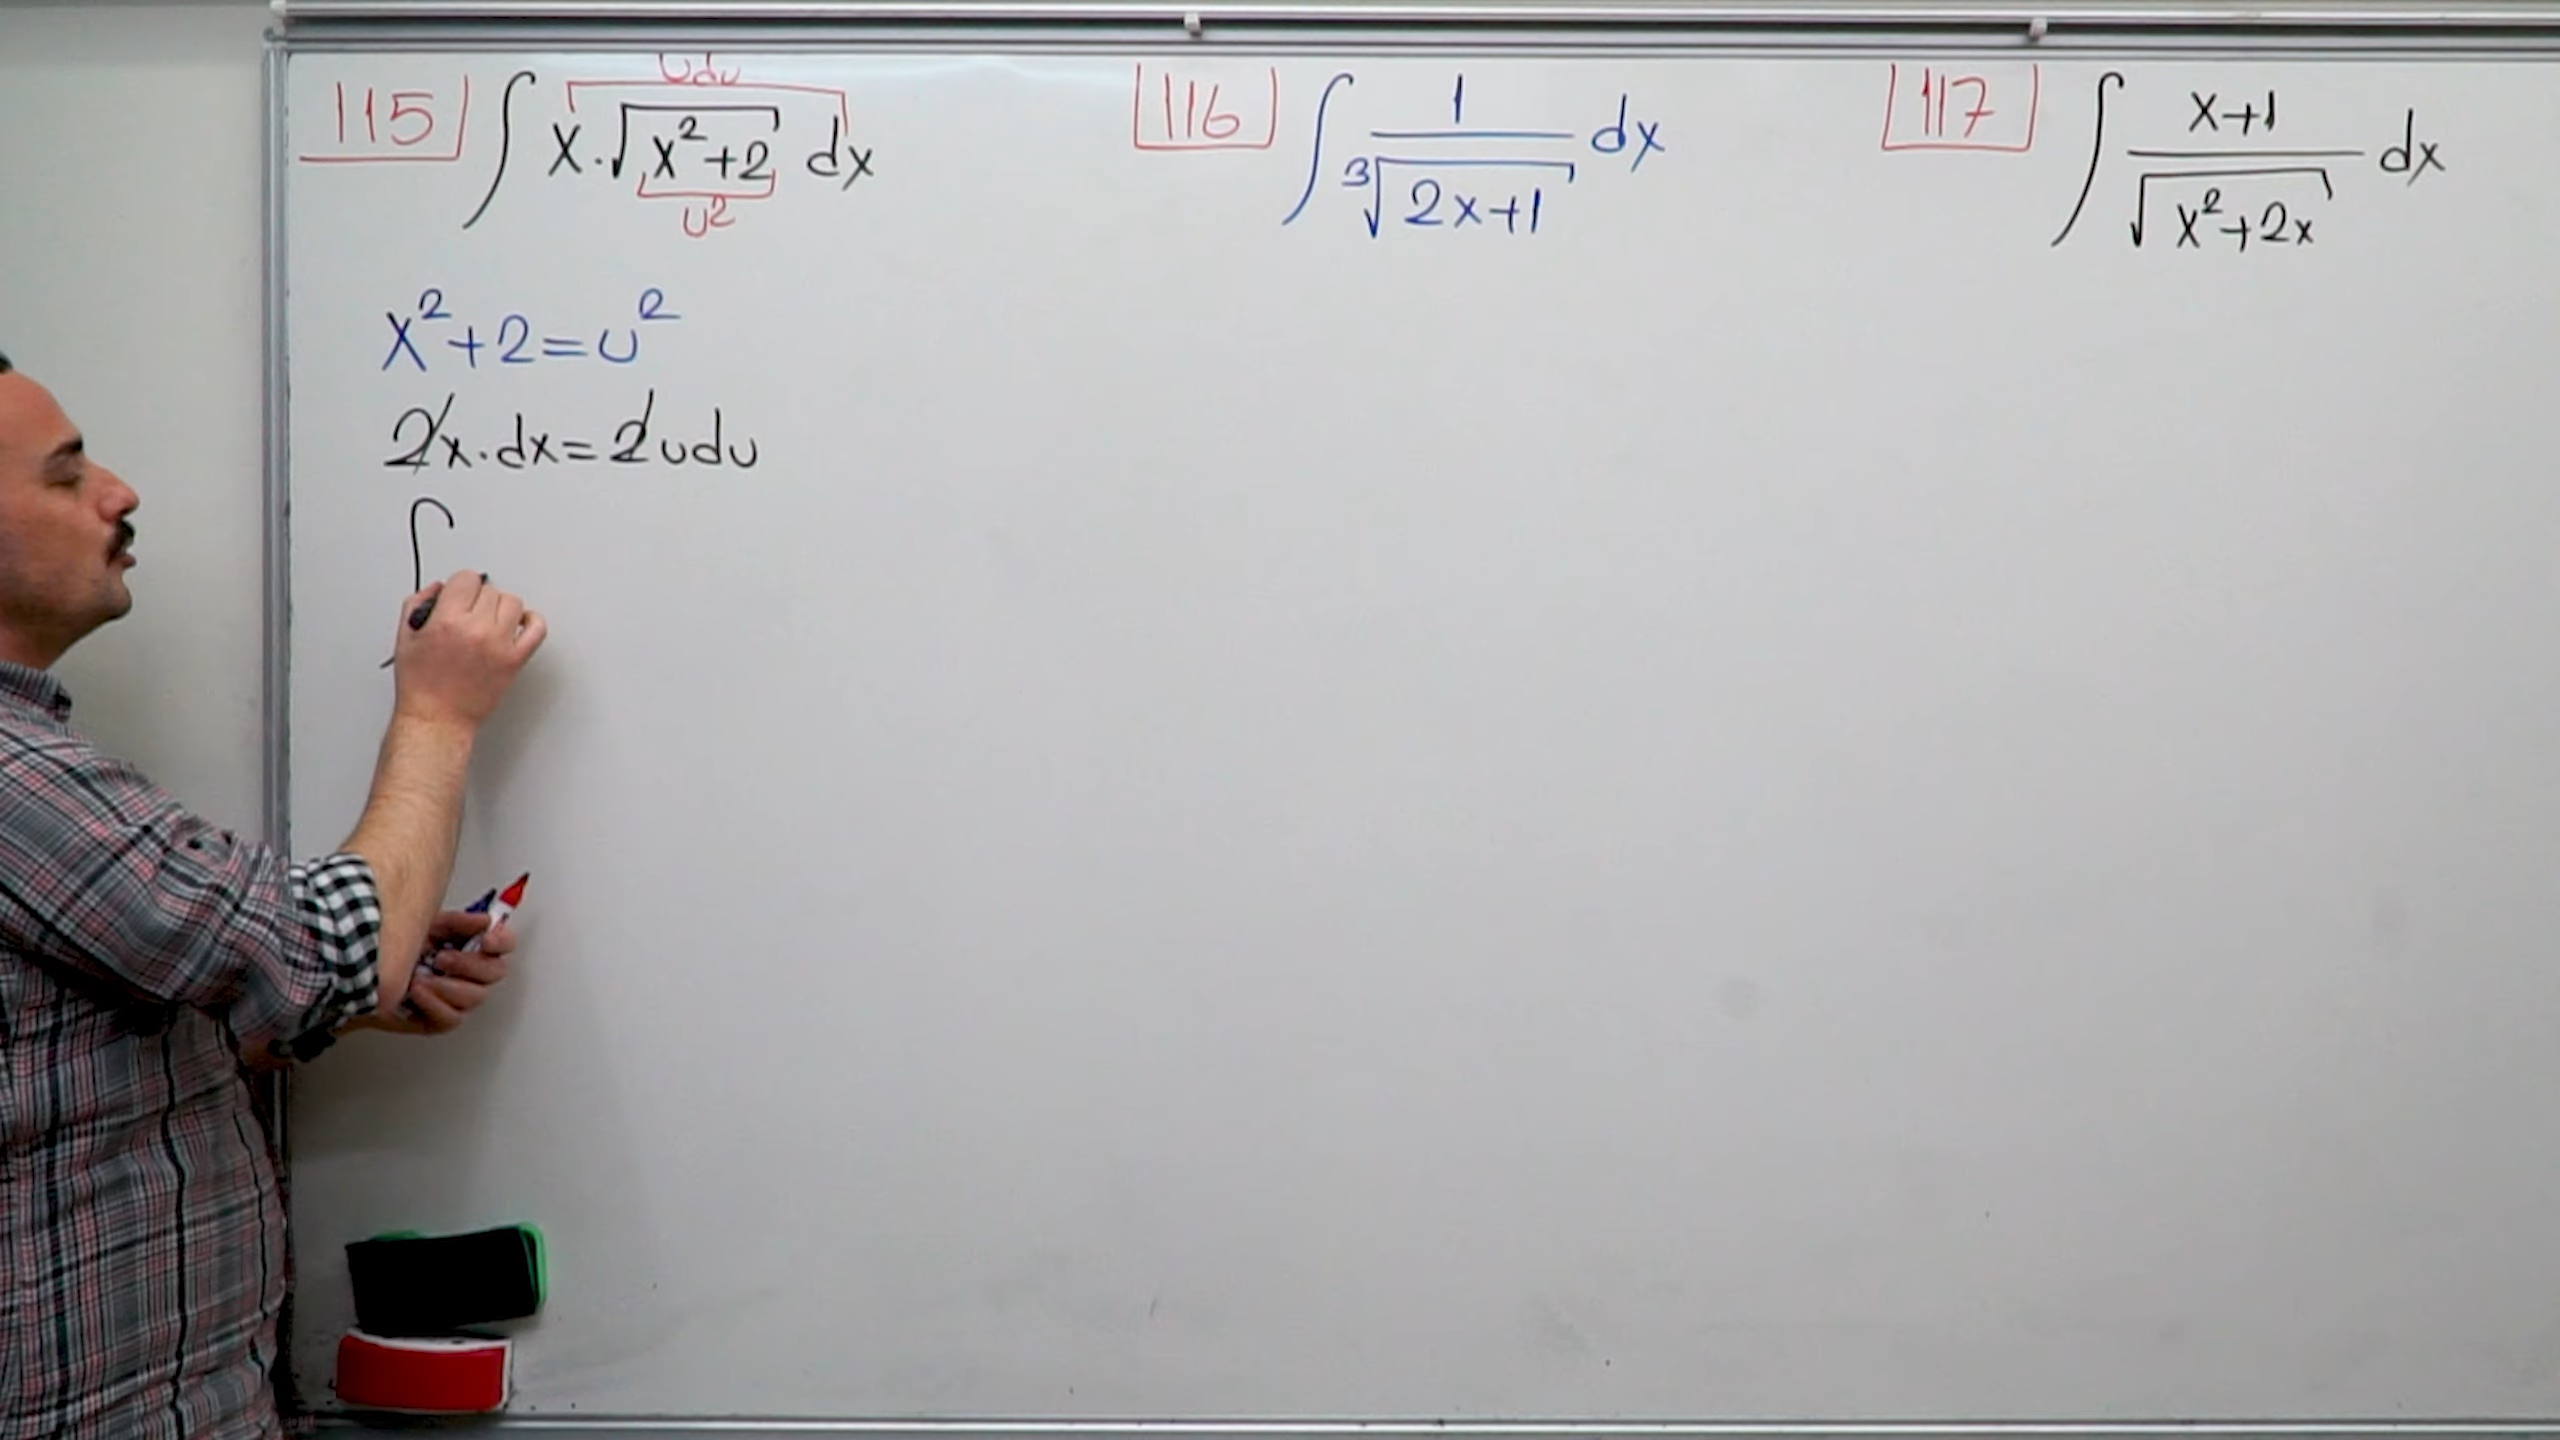 115 ∫ x·√(x²+2) dx
udu
u²
x²+2=u²
2x·dx=2udu
∫
116 ∫ 1/∛(2x+1) dx
117 ∫ (x+1)/√(x²+2x) dx